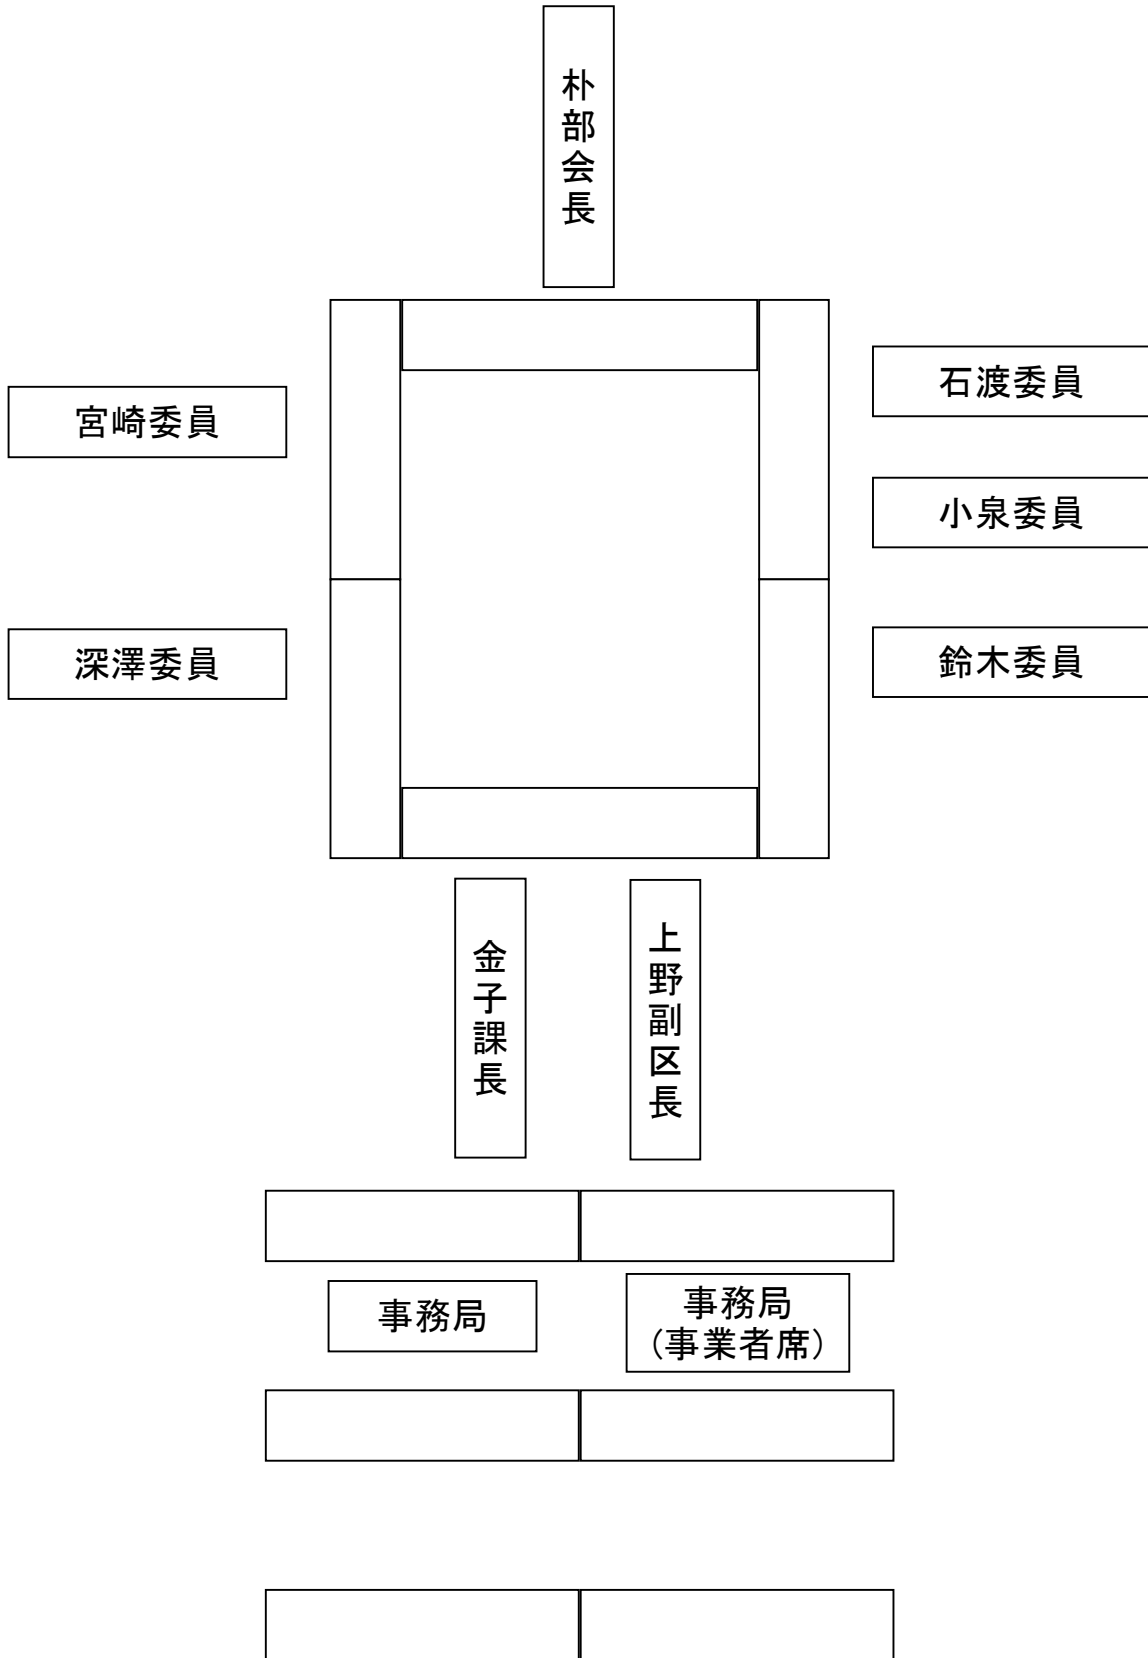 朴部会長
石渡委員
宮崎委員
小泉委員
深澤委員
鈴木委員
金子課長
上野副区長
事務局
事務局
（事業者席）